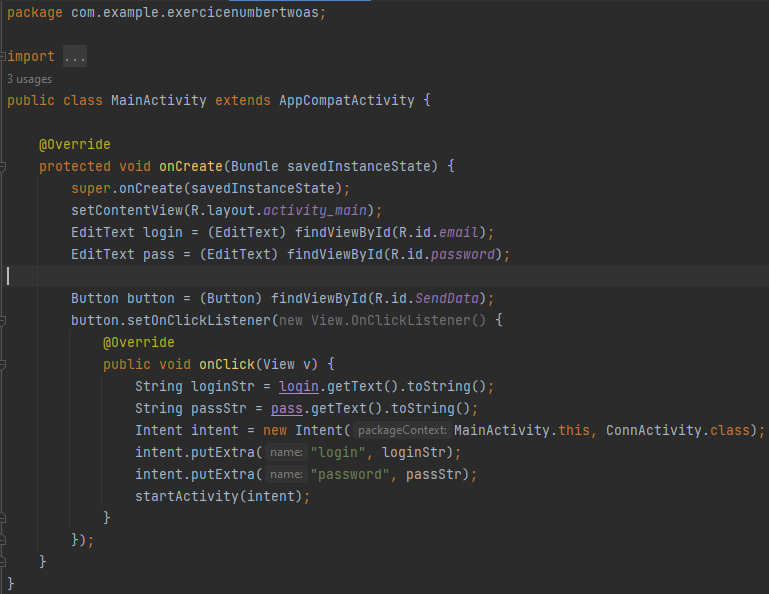 package com.example.exercicenumbertwoas;
import ...
3 usages
public class MainActivity extends AppCompatActivity {
@Override
protected void onCreate(Bundle savedInstanceState) {
super.onCreate(savedInstanceState);
setContentView(R.layout.activity_main);
EditText login = (EditText) findViewById(R.id.email);
EditText pass = (EditText) findViewById(R.id.password);
Button button = (Button) findViewById(R.id.SendData);
button.setOnClickListener(new View.OnClickListener() {
@Override
public void onClick(View v) {
String loginStr = login.getText().toString();
String passStr = pass.getText().toString();
Intent intent = new Intent( packageContext: MainActivity.this, ConnActivity.class);
intent.putExtra( name: "login", loginStr);
intent.putExtra( name: "password", passStr);
startActivity(intent);
}
});
}
}